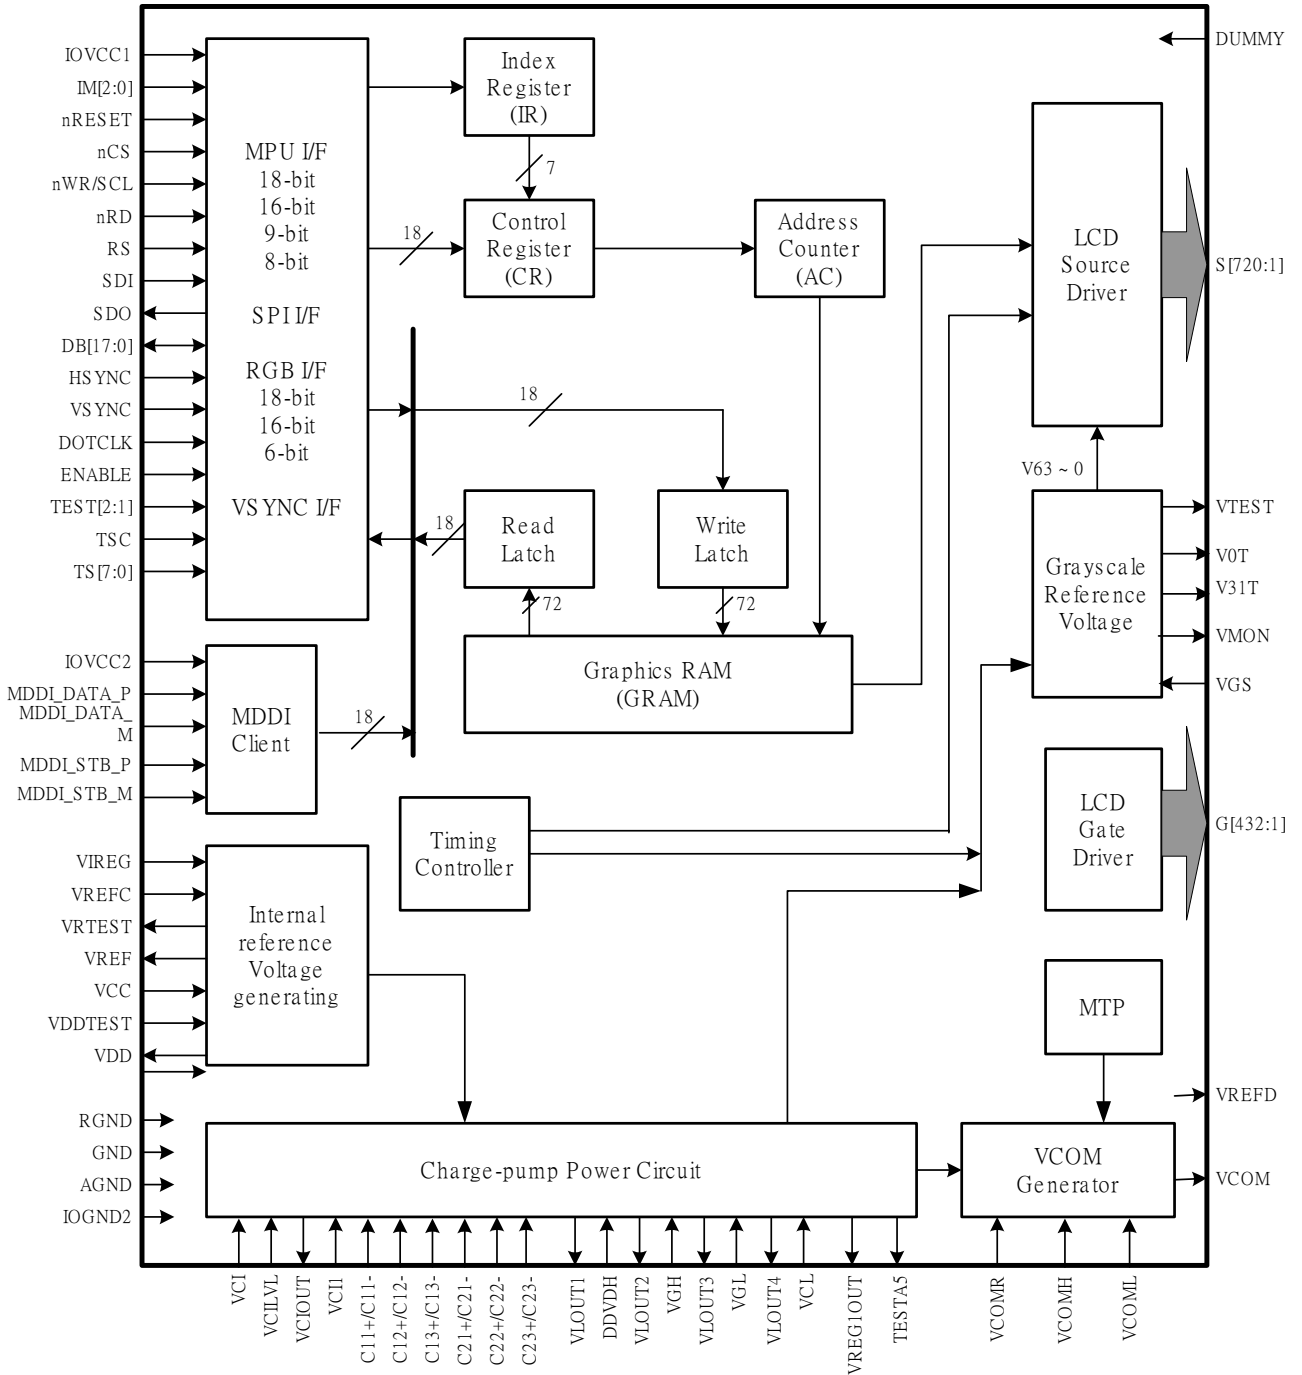 IOVCC1
IM[2:0]
nRESET
nCS
nWR/SCL
nRD
RS
SDI
SDO
DB[17:0]
HSYNC
VSYNC
DOTCLK
ENABLE
TEST[2:1]
TSC
TS[7:0]
MPU I/F
18-bit
16-bit
9-bit
8-bit
SPI I/F
RGB I/F
18-bit
16-bit
6-bit
VSYNC I/F
Index
Register
(IR)
7
18
Control
Register
(CR)
Address
Counter
(AC)
18
18
Read
Latch
Write
Latch
72
72
Graphics RAM
(GRAM)
DUMMY
LCD
Source
Driver
S[720:1]
V63 ~ 0
Grayscale
Reference
Voltage
VTEST
V0T
V31T
VMON
VGS
IOVCC2
MDDI_DATA_P
MDDI_DATA_
M
MDDI_STB_P
MDDI_STB_M
MDDI
Client
18
Timing
Controller
LCD
Gate
Driver
G[432:1]
VIREG
VREFC
VRTEST
VREF
VCC
VDDTEST
VDD
Internal
reference
Voltage
generating
MTP
RGND
GND
AGND
IOGND2
Charge-pump Power Circuit
VCOM
Generator
VREFD
VCOM
VCI
VCILVL
VCIOUT
VCI1
C11+/C11-
C12+/C12-
C13+/C13-
C21+/C21-
C22+/C22-
C23+/C23-
VLOUT1
DDVDH
VLOUT2
VGH
VLOUT3
VGL
VLOUT4
VCL
VREG1OUT
TESTA5
VCOMR
VCOMH
VCOML